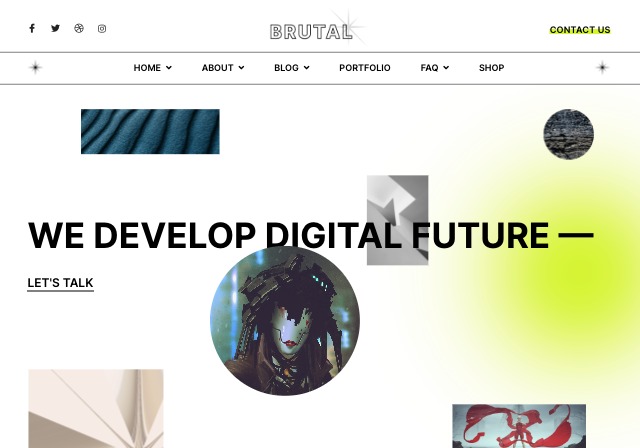 BRUTAL
CONTACT US
HOME ABOUT BLOG PORTFOLIO FAQ SHOP
WE DEVELOP DIGITAL FUTURE —
LET'S TALK